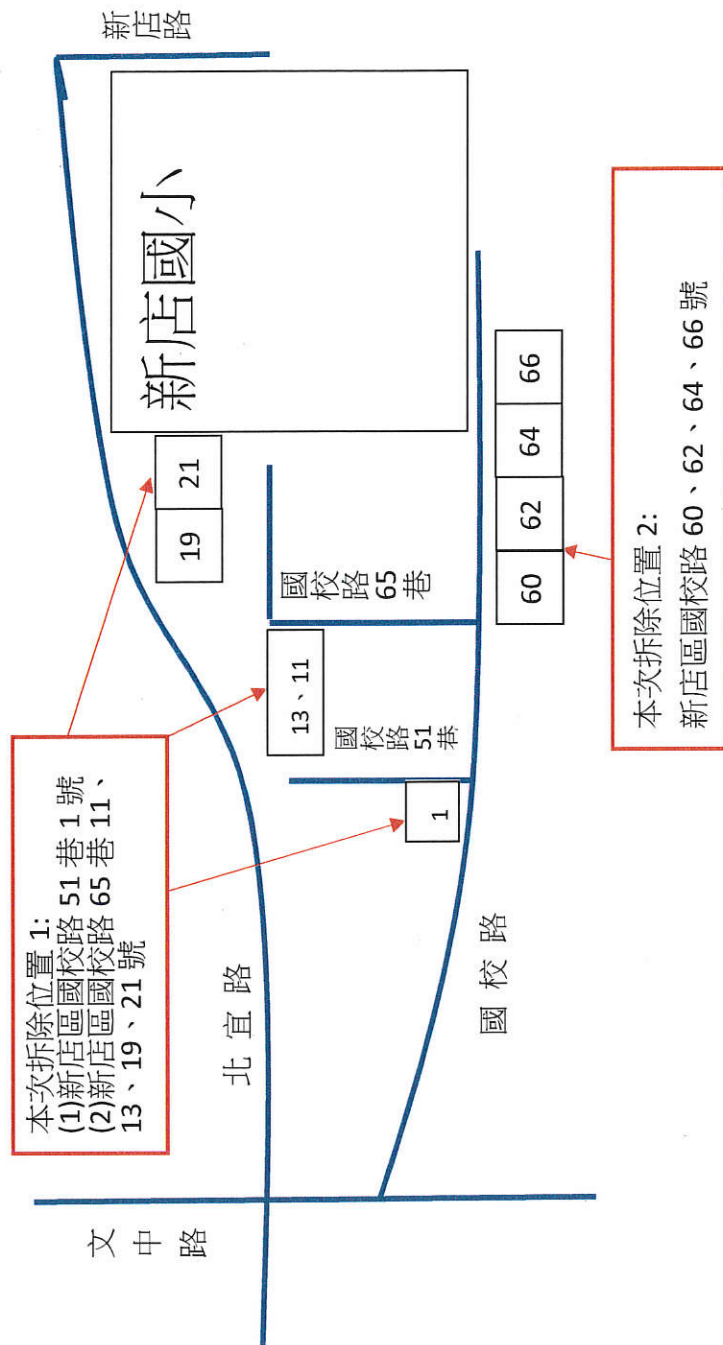 本次拆除位置 1:
(1)新店區國校路 51 巷 1 號
(2)新店區國校路 65 巷 11、
13、19、21 號
新店路
新店國小
19
21
國校路 65 巷
13、11
國校路 51 巷
1
北宜路
文中路
國校路
60
62
64
66
本次拆除位置 2:
新店區國校路 60、62、64、66 號